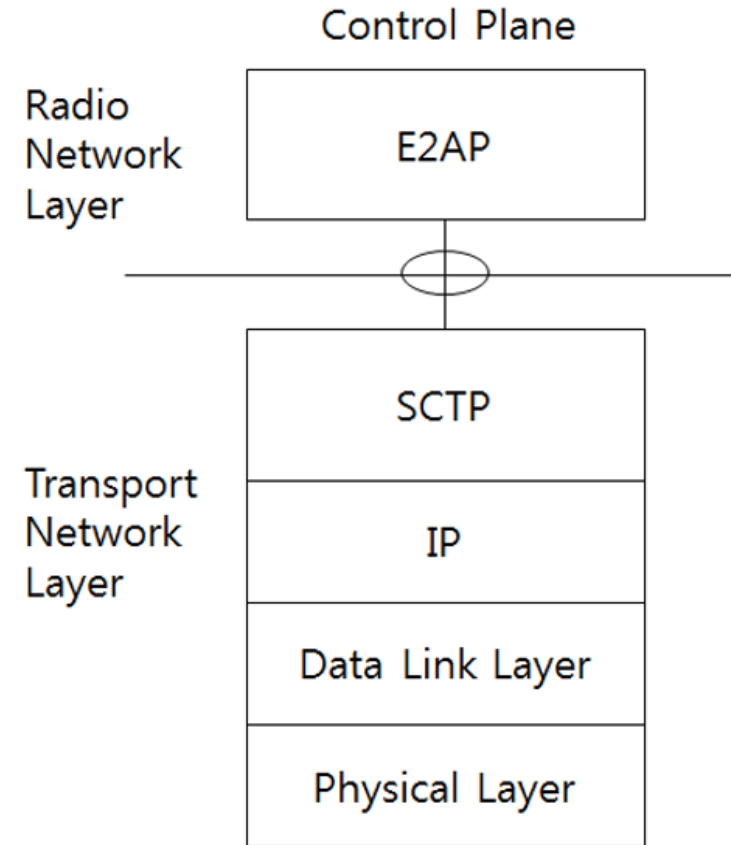 Control Plane
Radio
Network
Layer
E2AP
SCTP
Transport
Network
Layer
IP
Data Link Layer
Physical Layer